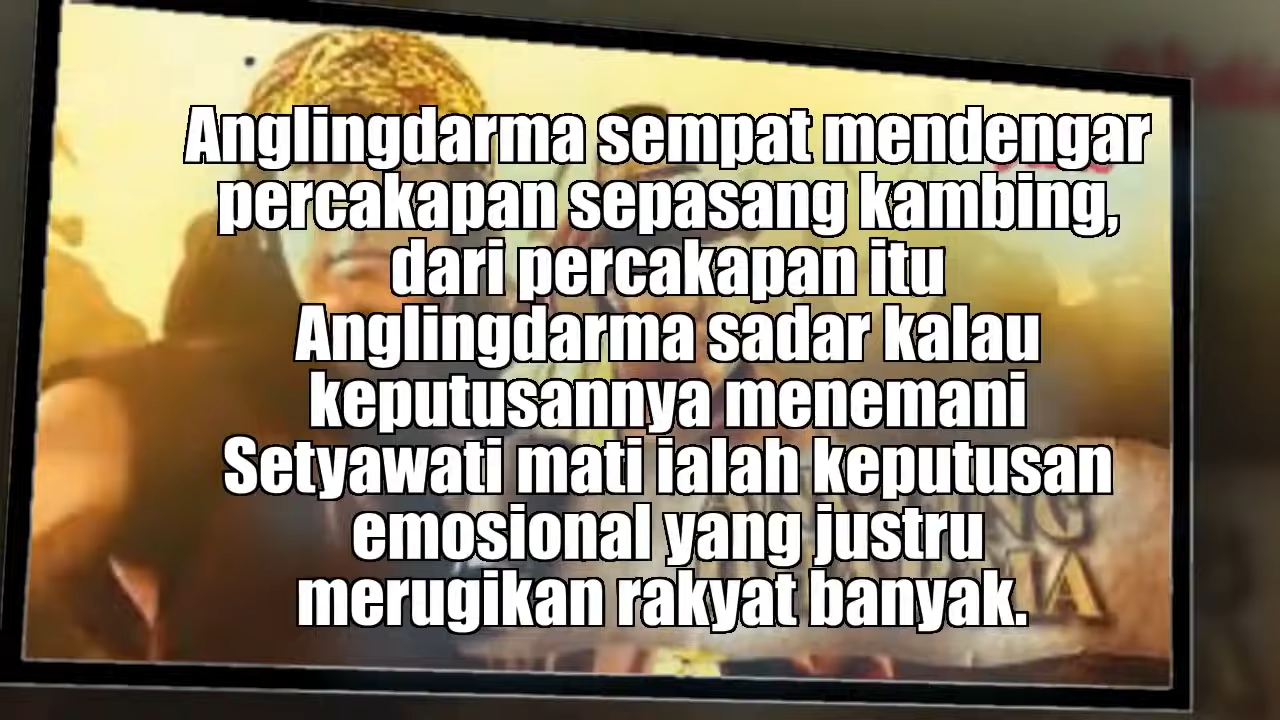 Anglingdarma sempat mendengar
percakapan sepasang kambing,
dari percakapan itu
Anglingdarma sadar kalau
keputusannya menemani
Setyawati mati ialah keputusan
emosional yang justru
merugikan rakyat banyak.